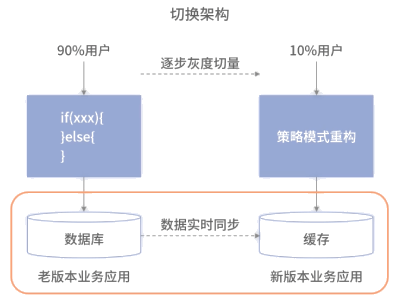 切换架构
90%用户
10%用户
逐步灰度切量
if(xxx){
}else{
}
策略模式重构
数据实时同步
数据库
缓存
老版本业务应用
新版本业务应用